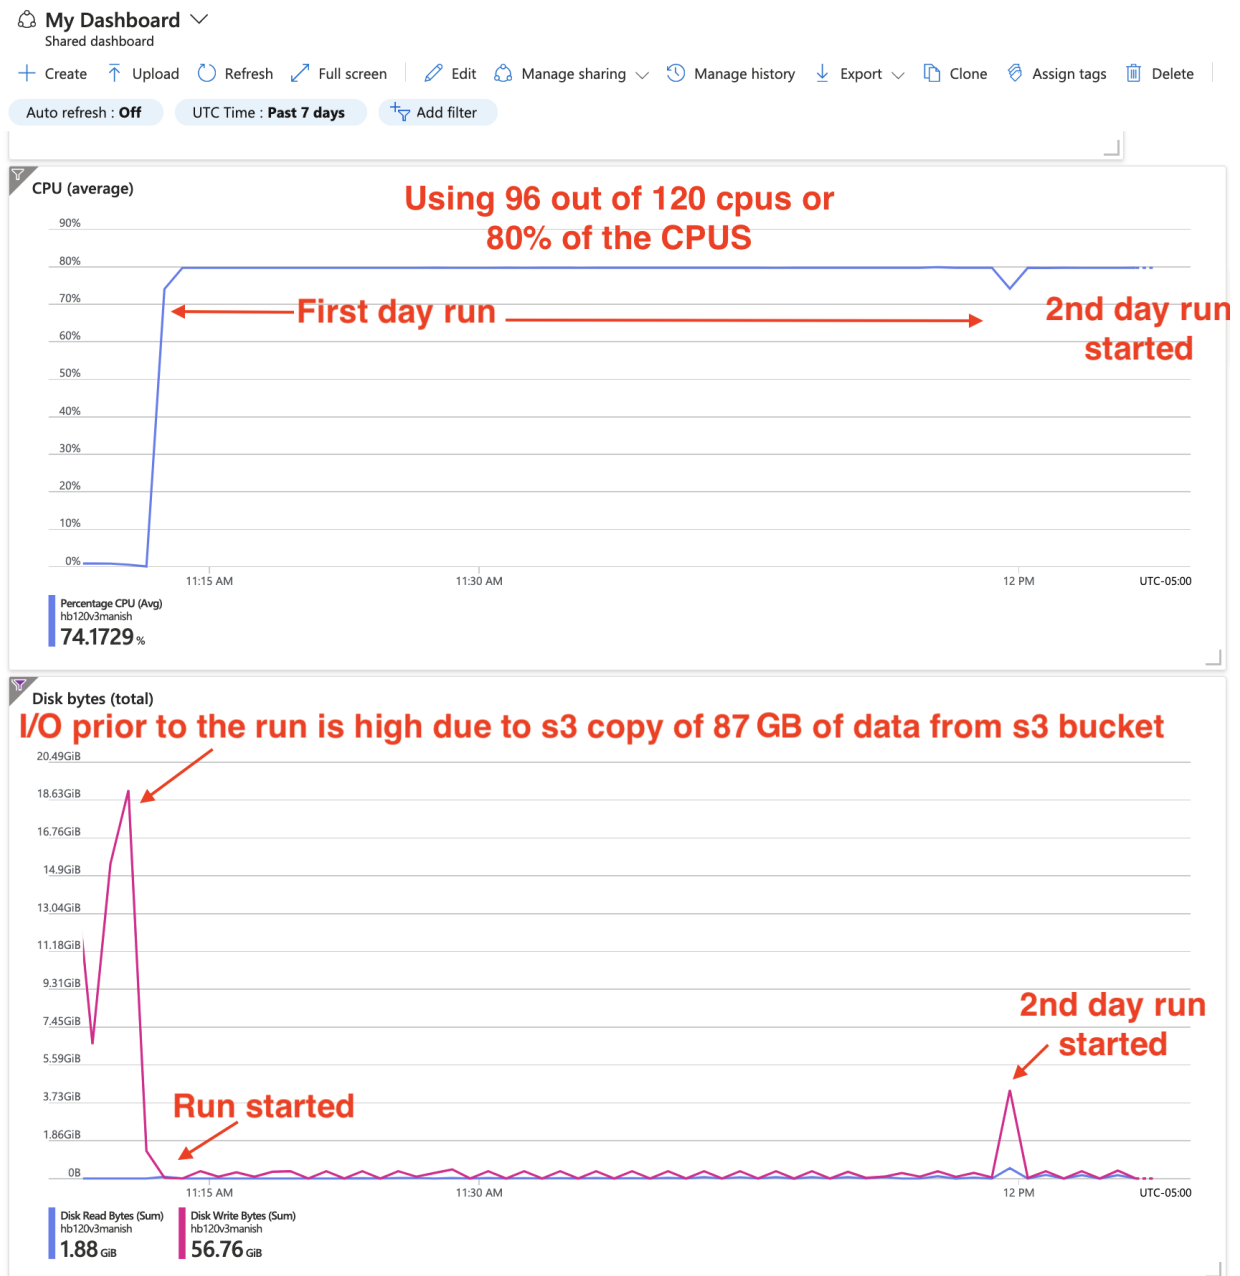 My Dashboard
Shared dashboard
Create Upload Refresh Full screen Edit Manage sharing Manage history Export Clone Assign tags Delete
Auto refresh : Off UTC Time : Past 7 days Add filter
CPU (average)
Using 96 out of 120 cpus or
80% of the CPUS
90%
80%
70%
First day run
2nd day run
started
60%
50%
40%
30%
20%
10%
0%
11:15 AM 11:30 AM 12 PM UTC-05:00
Percentage CPU (Avg)
hb120v3manish
74.1729 %
Disk bytes (total)
I/O prior to the run is high due to s3 copy of 87 GB of data from s3 bucket
20.49GiB
18.63GiB
16.76GiB
14.9GiB
13.04GiB
11.18GiB
9.31GiB
2nd day run
started
7.45GiB
5.59GiB
3.73GiB
Run started
1.86GiB
0B
11:15 AM 11:30 AM 12 PM UTC-05:00
Disk Read Bytes (Sum) Disk Write Bytes (Sum)
hb120v3manish hb120v3manish
1.88 GiB 56.76 GiB